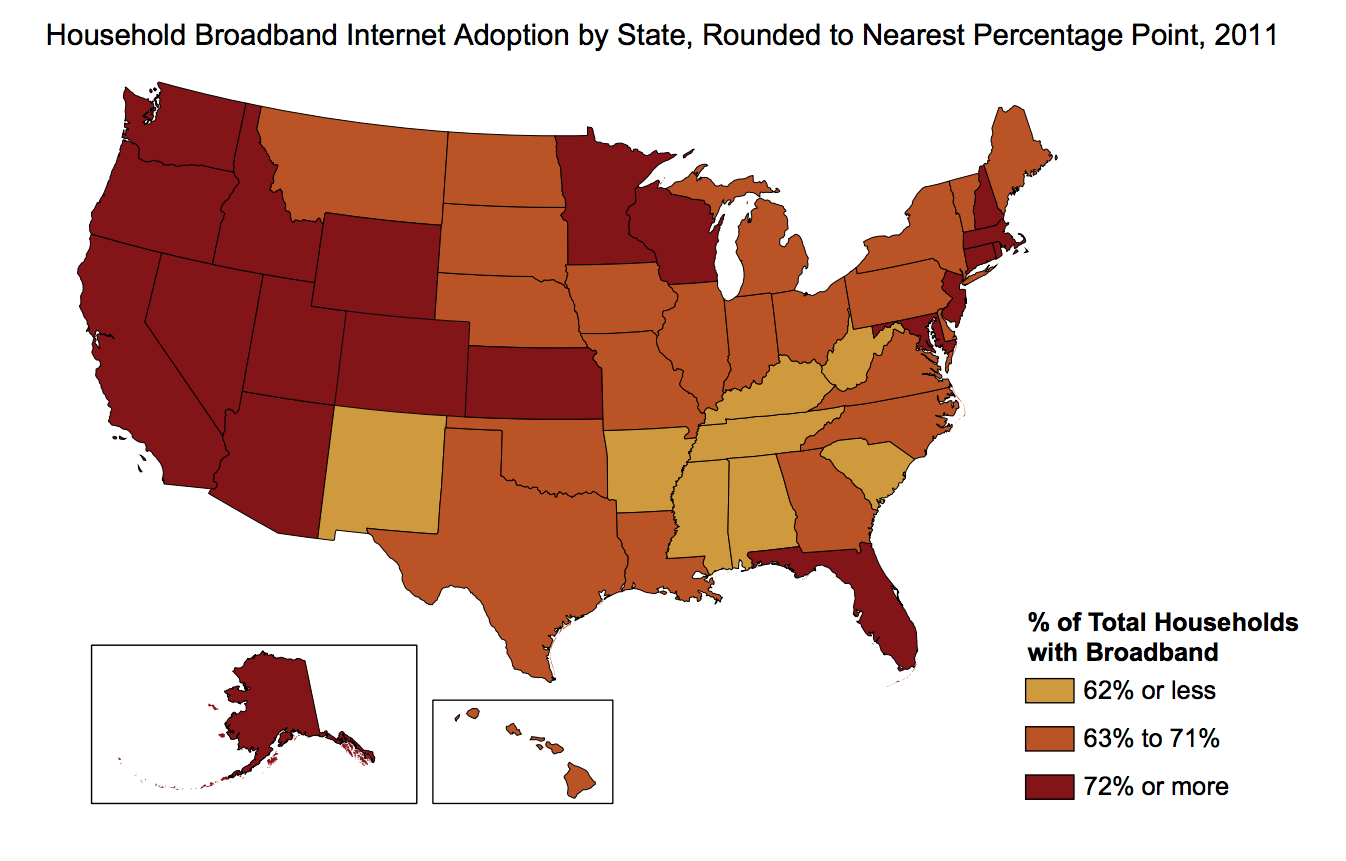 Household Broadband Internet Adoption by State, Rounded to Nearest Percentage Point, 2011
% of Total Households
with Broadband
62% or less
63% to 71%
72% or more